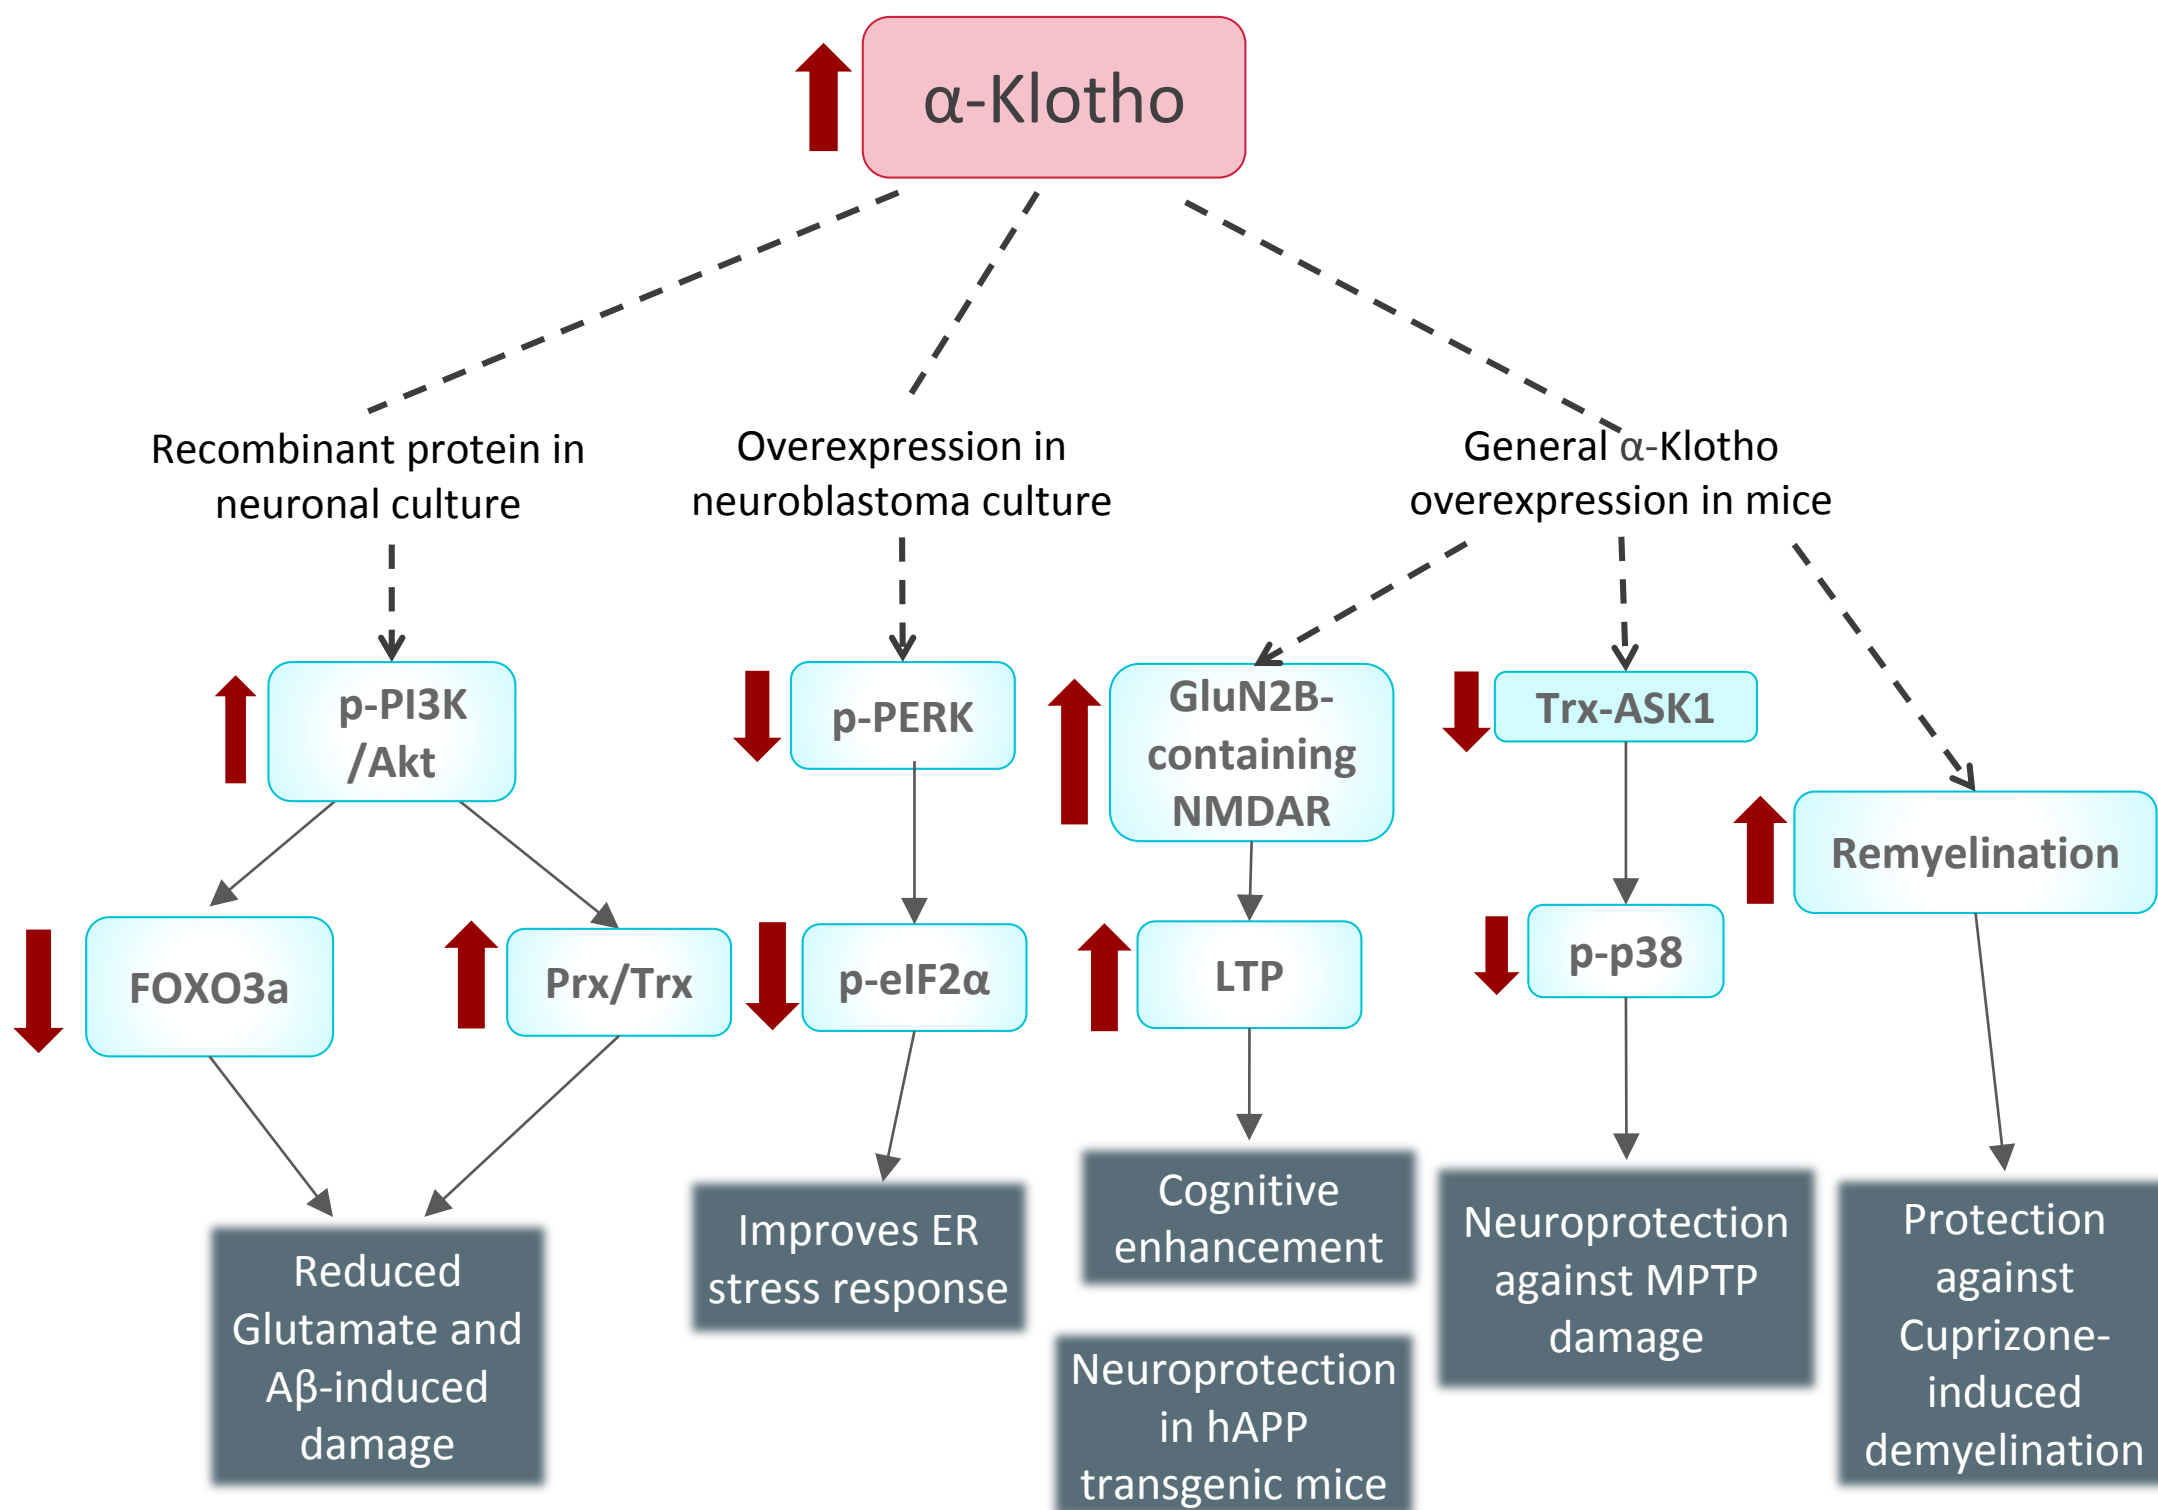 α-Klotho
Recombinant protein in
neuronal culture
Overexpression in
neuroblastoma culture
General α-Klotho
overexpression in mice
p-PI3K
/Akt
p-PERK
GluN2B-
containing
NMDAR
Trx-ASK1
Remyelination
FOXO3a
Prx/Trx
p-eIF2α
LTP
p-p38
Reduced
Glutamate and
Aβ-induced
damage
Improves ER
stress response
Cognitive
enhancement
Neuroprotection
in hAPP
transgenic mice
Neuroprotection
against MPTP
damage
Protection
against
Cuprizone-
induced
demyelination